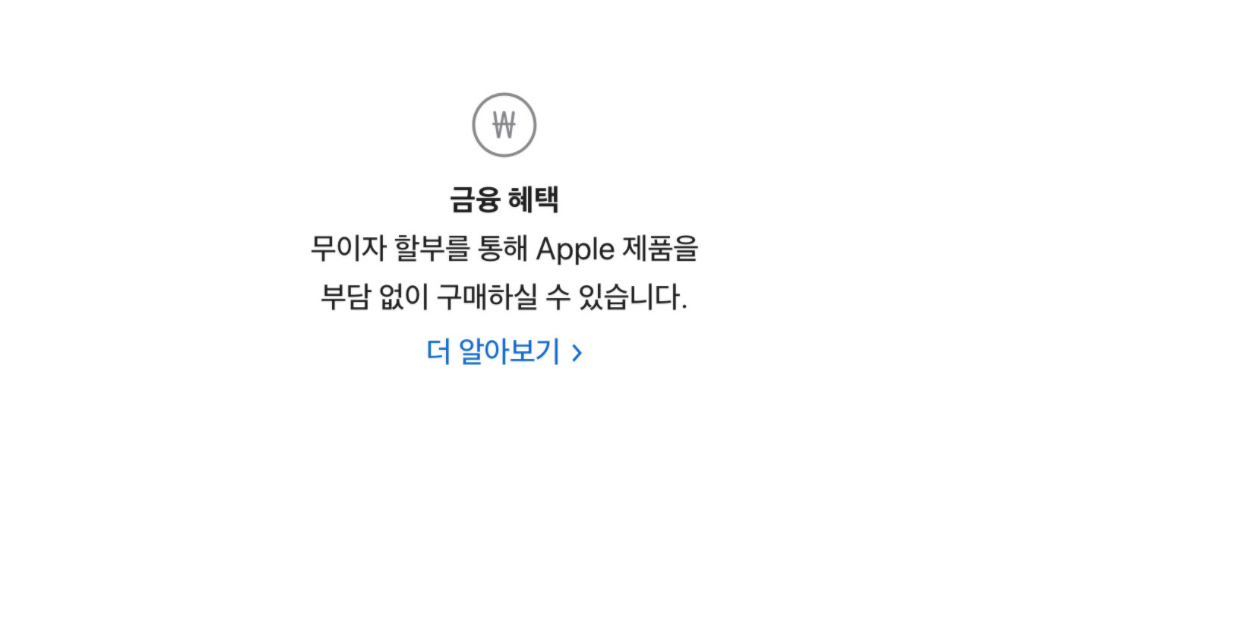 ₩
금융 혜택
무이자 할부를 통해 Apple 제품을
부담 없이 구매하실 수 있습니다.
더 알아보기 >